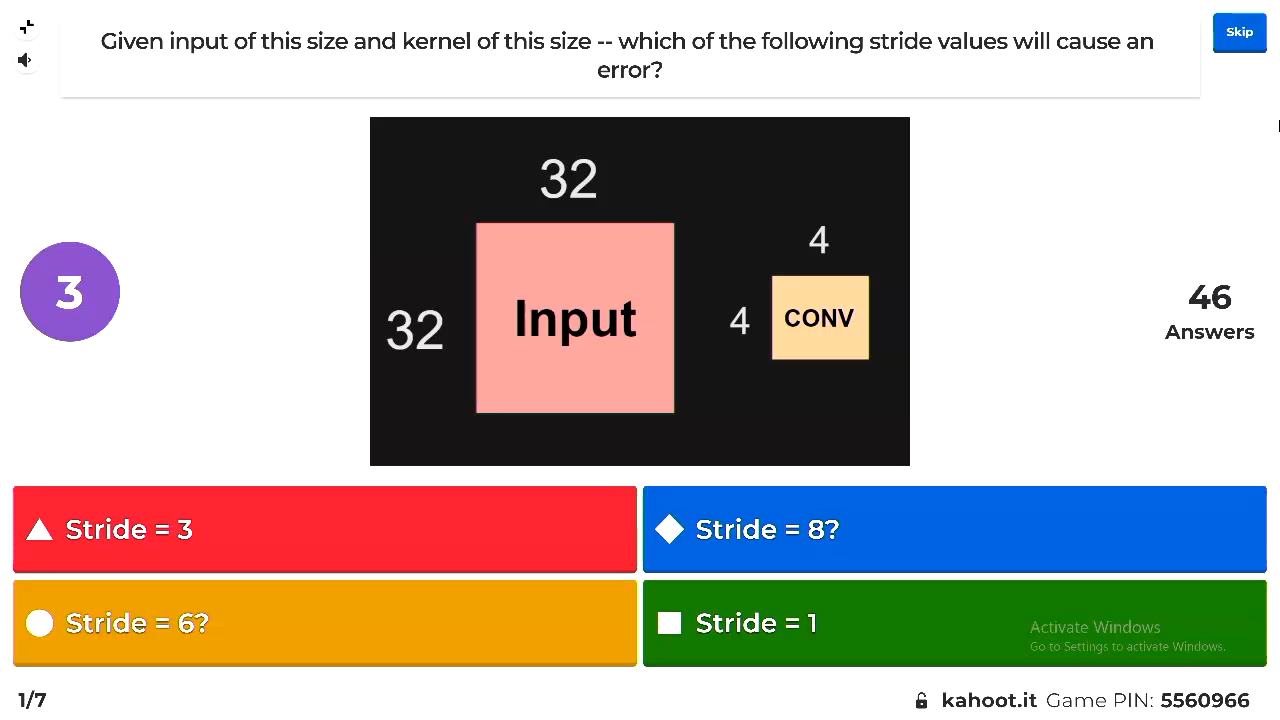 Given input of this size and kernel of this size -- which of the following stride values will cause an
error?
Skip
32
4
3
32
Input
4
CONV
46
Answers
Stride = 3
Stride = 8?
Stride = 6?
Stride = 1
Activate Windows
Go to Settings to activate Windows.
1/7
kahoot.it Game PIN: 5560966